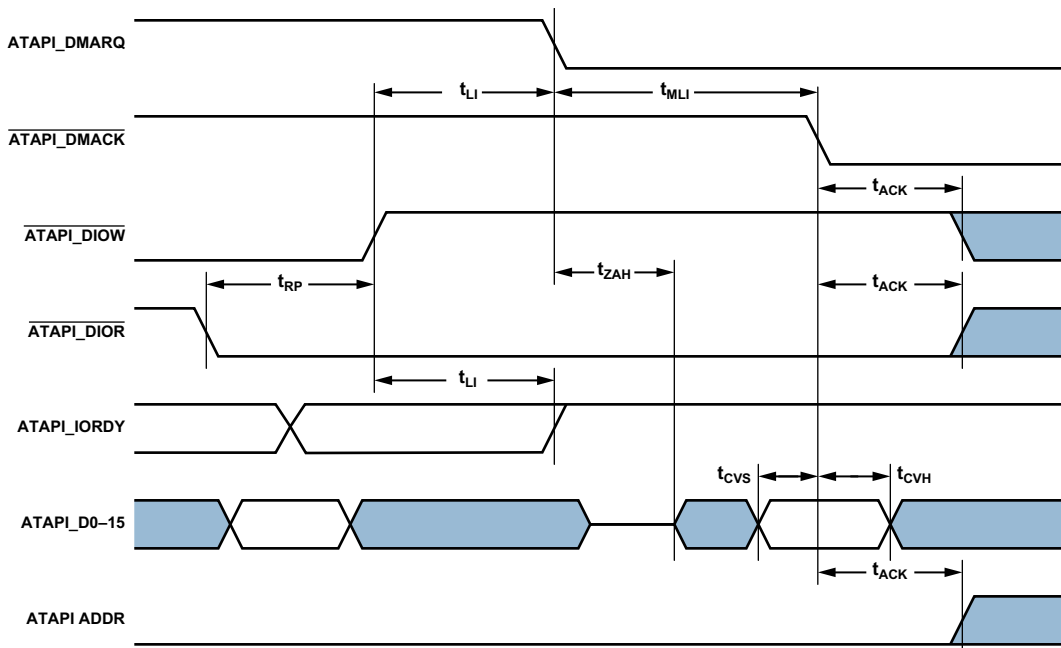 ATAPI_DMARQ
tLI
tMLI
ATAPI_DMACK
tACK
ATAPI_DIOW
tZAH
tRP
tACK
ATAPI_DIOR
tLI
ATAPI_IORDY
tCVS
tCVH
ATAPI_D0–15
tACK
ATAPI ADDR